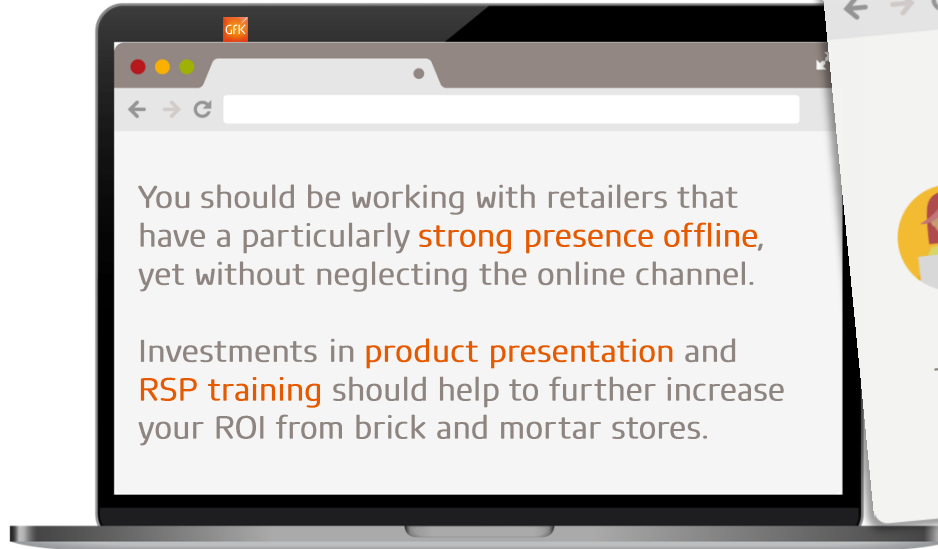 GfK
You should be working with retailers that
have a particularly strong presence offline,
yet without neglecting the online channel.
Investments in product presentation and
RSP training should help to further increase
your ROI from brick and mortar stores.